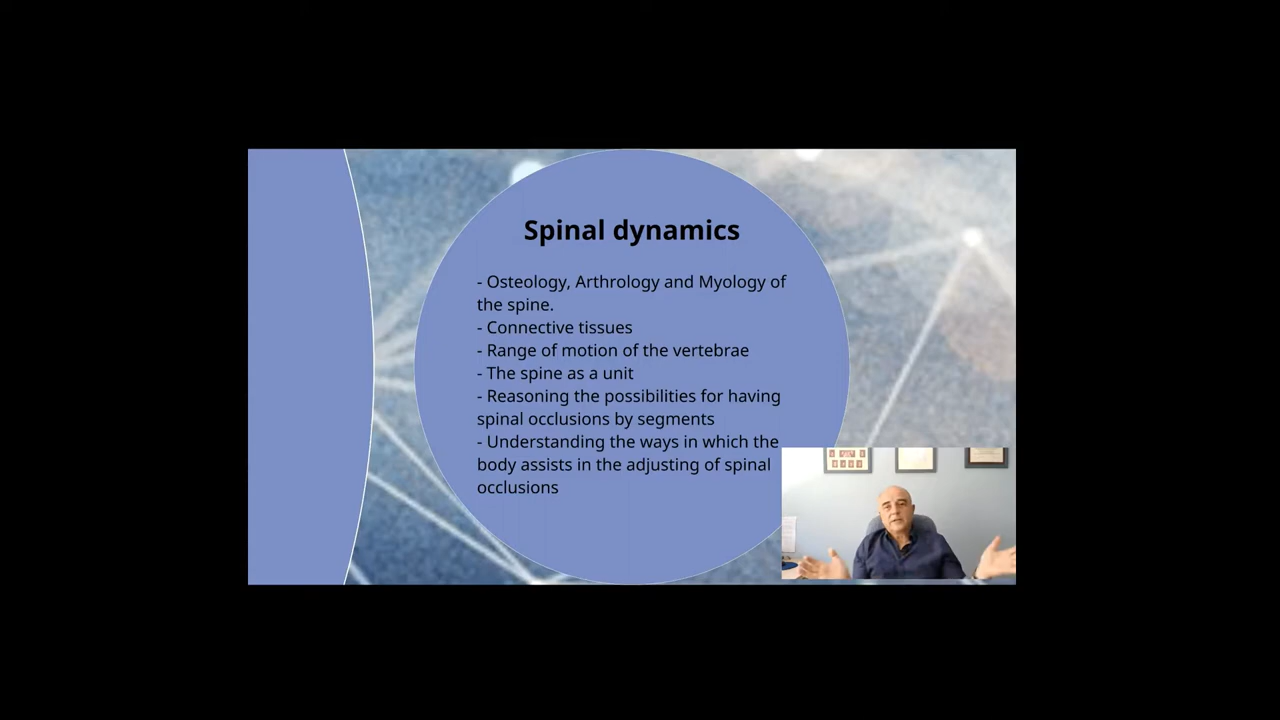 Spinal dynamics
- Osteology, Arthrology and Myology of
the spine.
- Connective tissues
- Range of motion of the vertebrae
- The spine as a unit
- Reasoning the possibilities for having
spinal occlusions by segments
- Understanding the ways in which the
body assists in the adjusting of spinal
occlusions